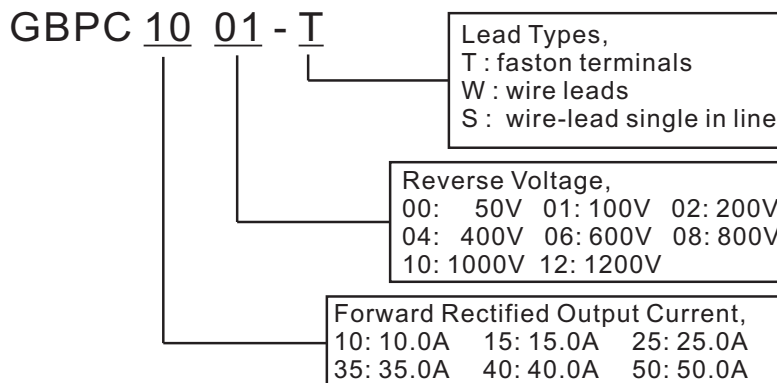 GBPC 10 01 - T
Lead Types,
T : faston terminals
W : wire leads
S : wire-lead single in line
Reverse Voltage,
00: 50V 01: 100V 02: 200V
04: 400V 06: 600V 08: 800V
10: 1000V 12: 1200V
Forward Rectified Output Current,
10: 10.0A 15: 15.0A 25: 25.0A
35: 35.0A 40: 40.0A 50: 50.0A